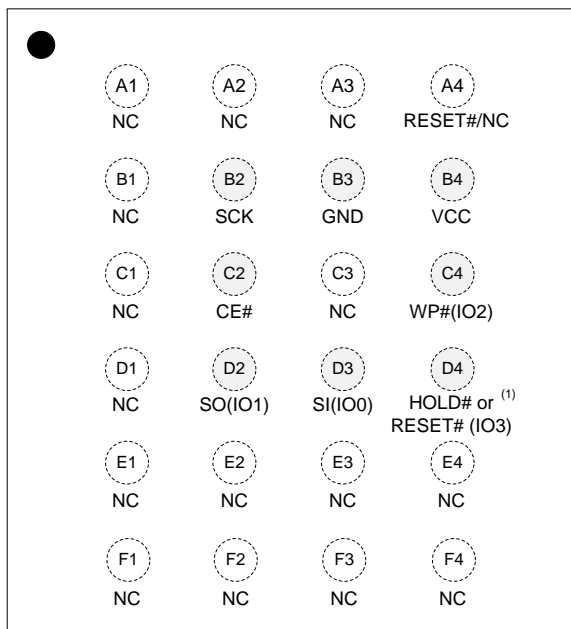 A1 A2 A3 A4
NC NC NC RESET#/NC
B1 B2 B3 B4
NC SCK GND VCC
C1 C2 C3 C4
NC CE# NC WP#(IO2)
D1 D2 D3 D4
NC SO(IO1) SI(IO0) HOLD# or (1)
RESET# (IO3)
E1 E2 E3 E4
NC NC NC NC
F1 F2 F3 F4
NC NC NC NC